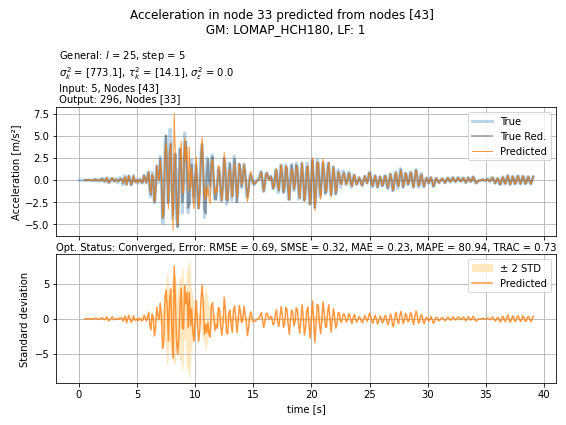 Acceleration in node 33 predicted from nodes [43]
GM: LOMAP_HCH180, LF: 1
General: l = 25, step = 5
σ²ₖ = [773.1], τ²ₖ = [14.1], σ²ε = 0.0
Input: 5, Nodes [43]
Output: 296, Nodes [33]
Acceleration [m/s²]
7.5
5.0
2.5
0.0
−2.5
−5.0
True
True Red.
Predicted
Opt. Status: Converged, Error: RMSE = 0.69, SMSE = 0.32, MAE = 0.23, MAPE = 80.94, TRAC = 0.73
Standard deviation
5
0
−5
± 2 STD
Predicted
0 5 10 15 20 25 30 35 40
time [s]